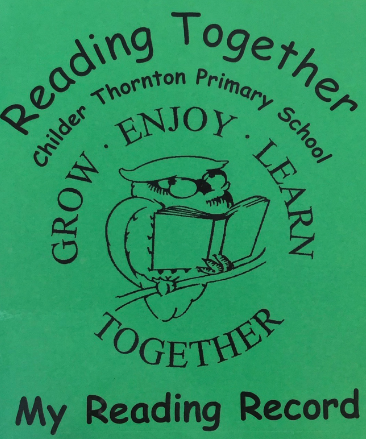 Reading Together
Childer Thornton Primary School
GROW · ENJOY · LEARN
TOGETHER
My Reading Record